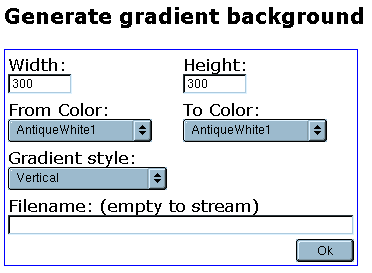 Generate gradient background
Width: Height:
300 300
From Color: To Color:
AntiqueWhite1 AntiqueWhite1
Gradient style:
Vertical
Filename: (empty to stream)
Ok